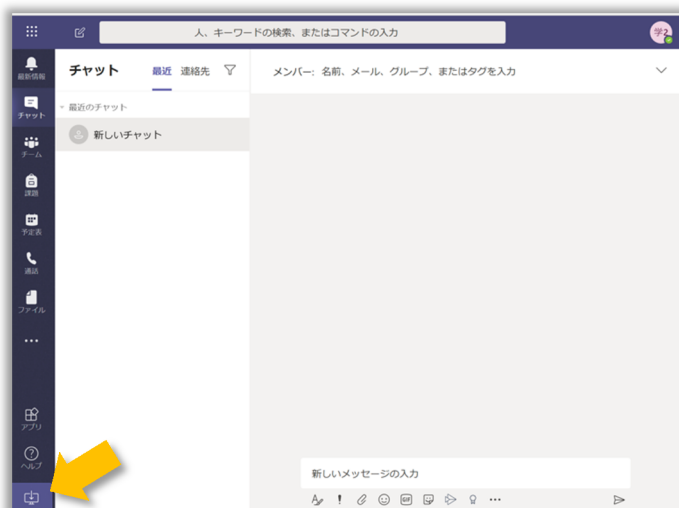 人、キーワードの検索、またはコマンドの入力
学2
最新情報
チャット
チーム
課題
予定表
通話
ファイル
アプリ
ヘルプ
チャット 最近 連絡先
最近のチャット
新しいチャット
メンバー: 名前、メール、グループ、またはタグを入力
新しいメッセージの入力
GIF